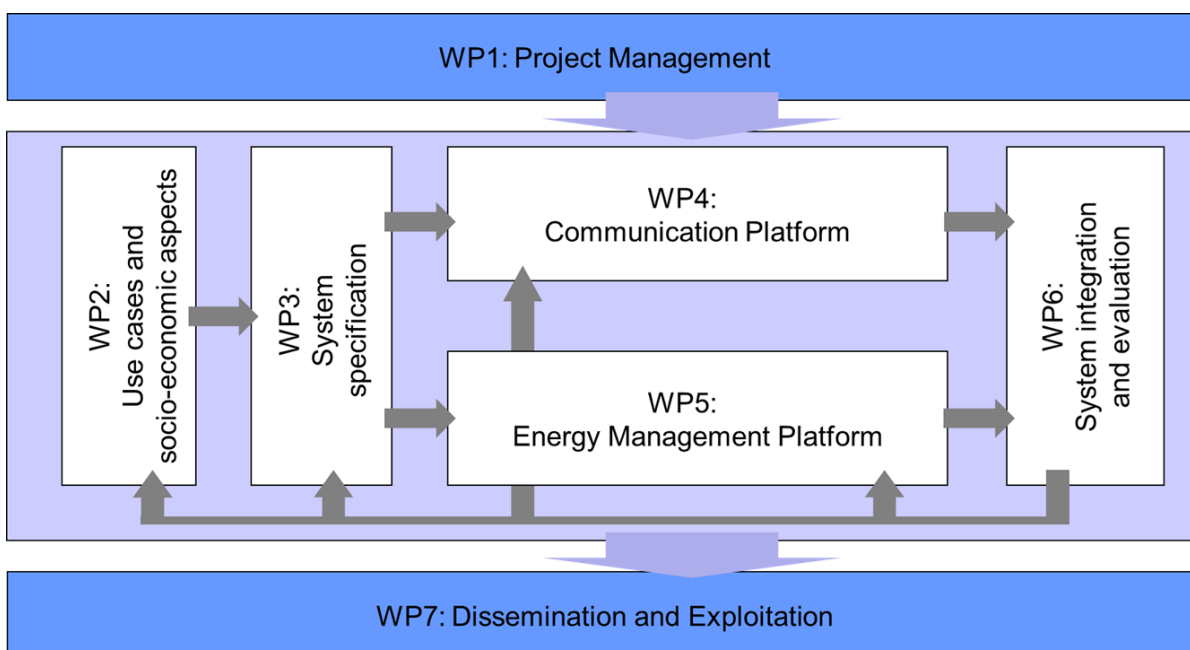 WP1: Project Management
WP2:
Use cases and
socio-economic aspects
WP3:
System
specification
WP4:
Communication Platform
WP5:
Energy Management Platform
WP6:
System integration
and evaluation
WP7: Dissemination and Exploitation